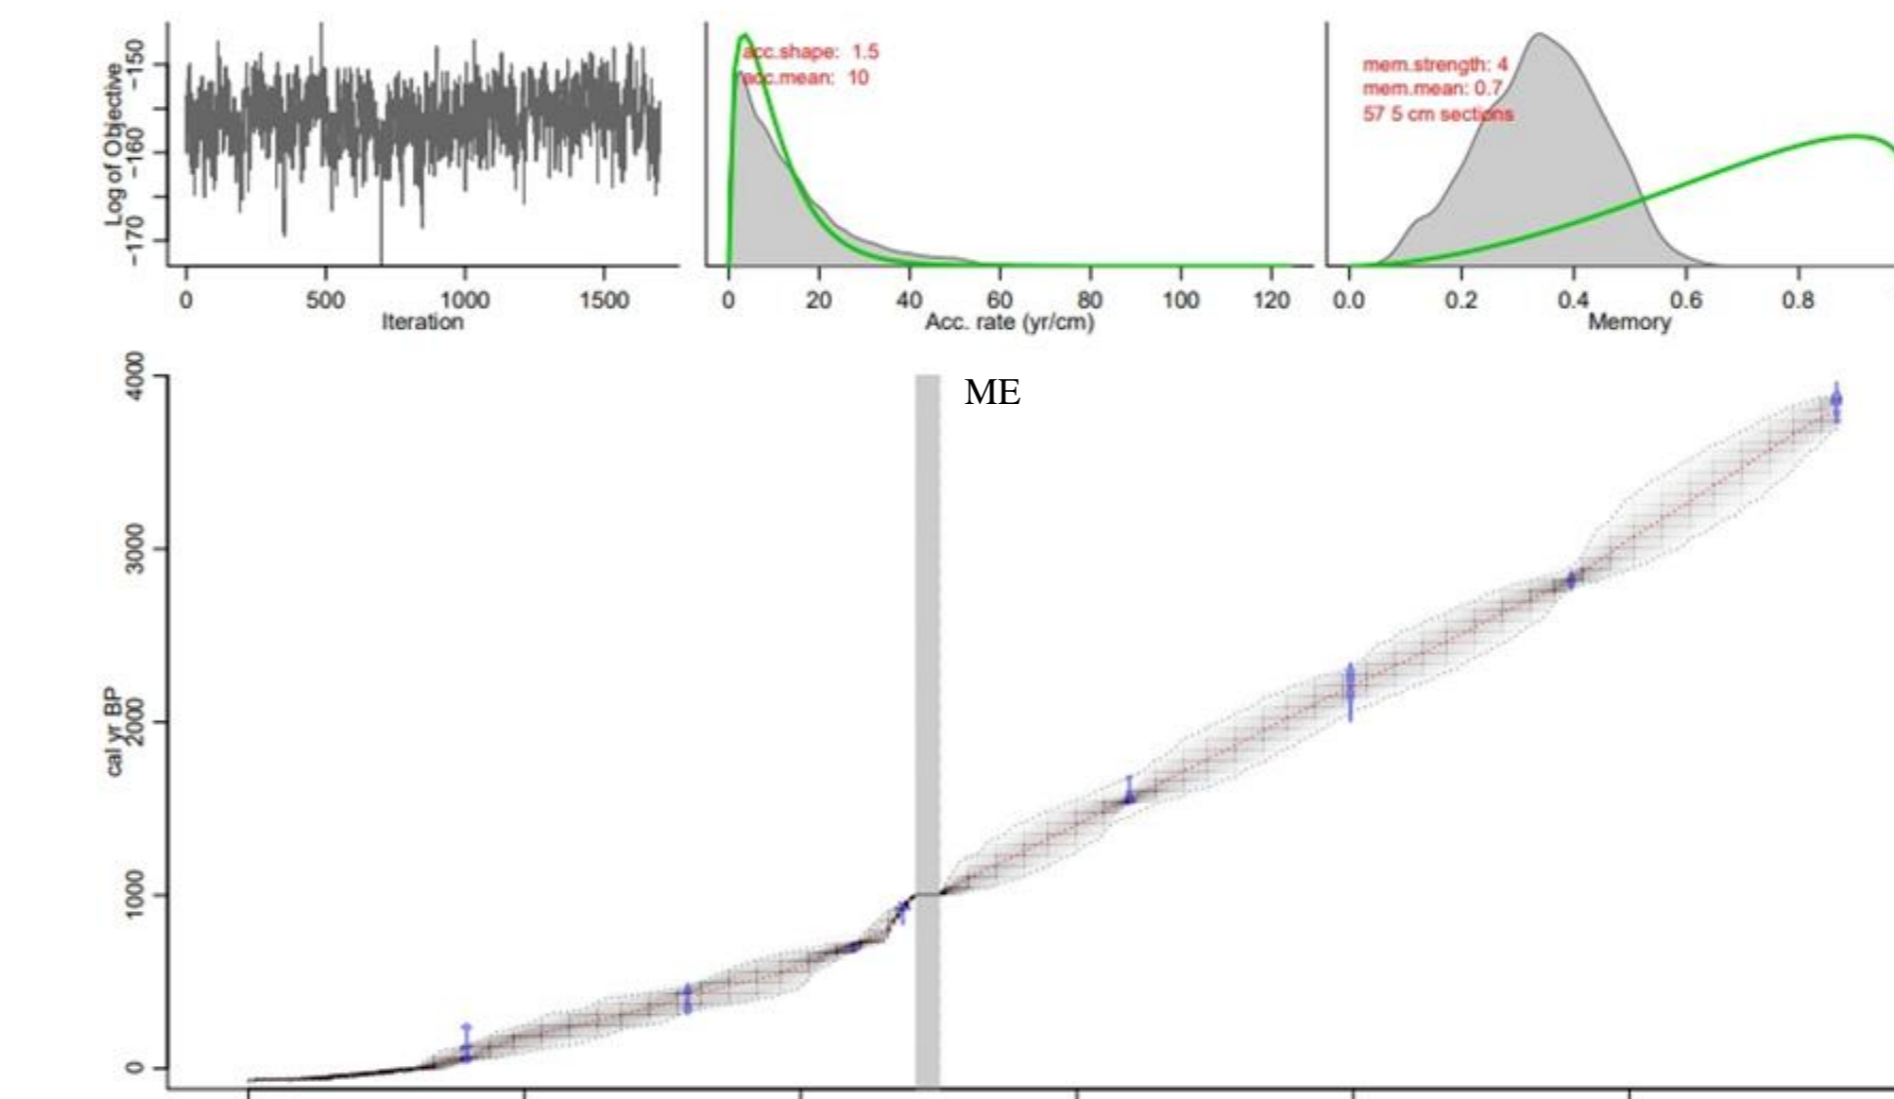 Log of Objective
-150
-160
-170
0 500 1000 1500
Iteration
acc.shape: 1.5
acc.mean: 10
0 20 40 60 80 100 120
Acc. rate (yr/cm)
mem.strength: 4
mem.mean: 0.7
57 5 cm sections
0.0 0.2 0.4 0.6 0.8
Memory
ME
cal yr BP
4000
3000
2000
1000
0